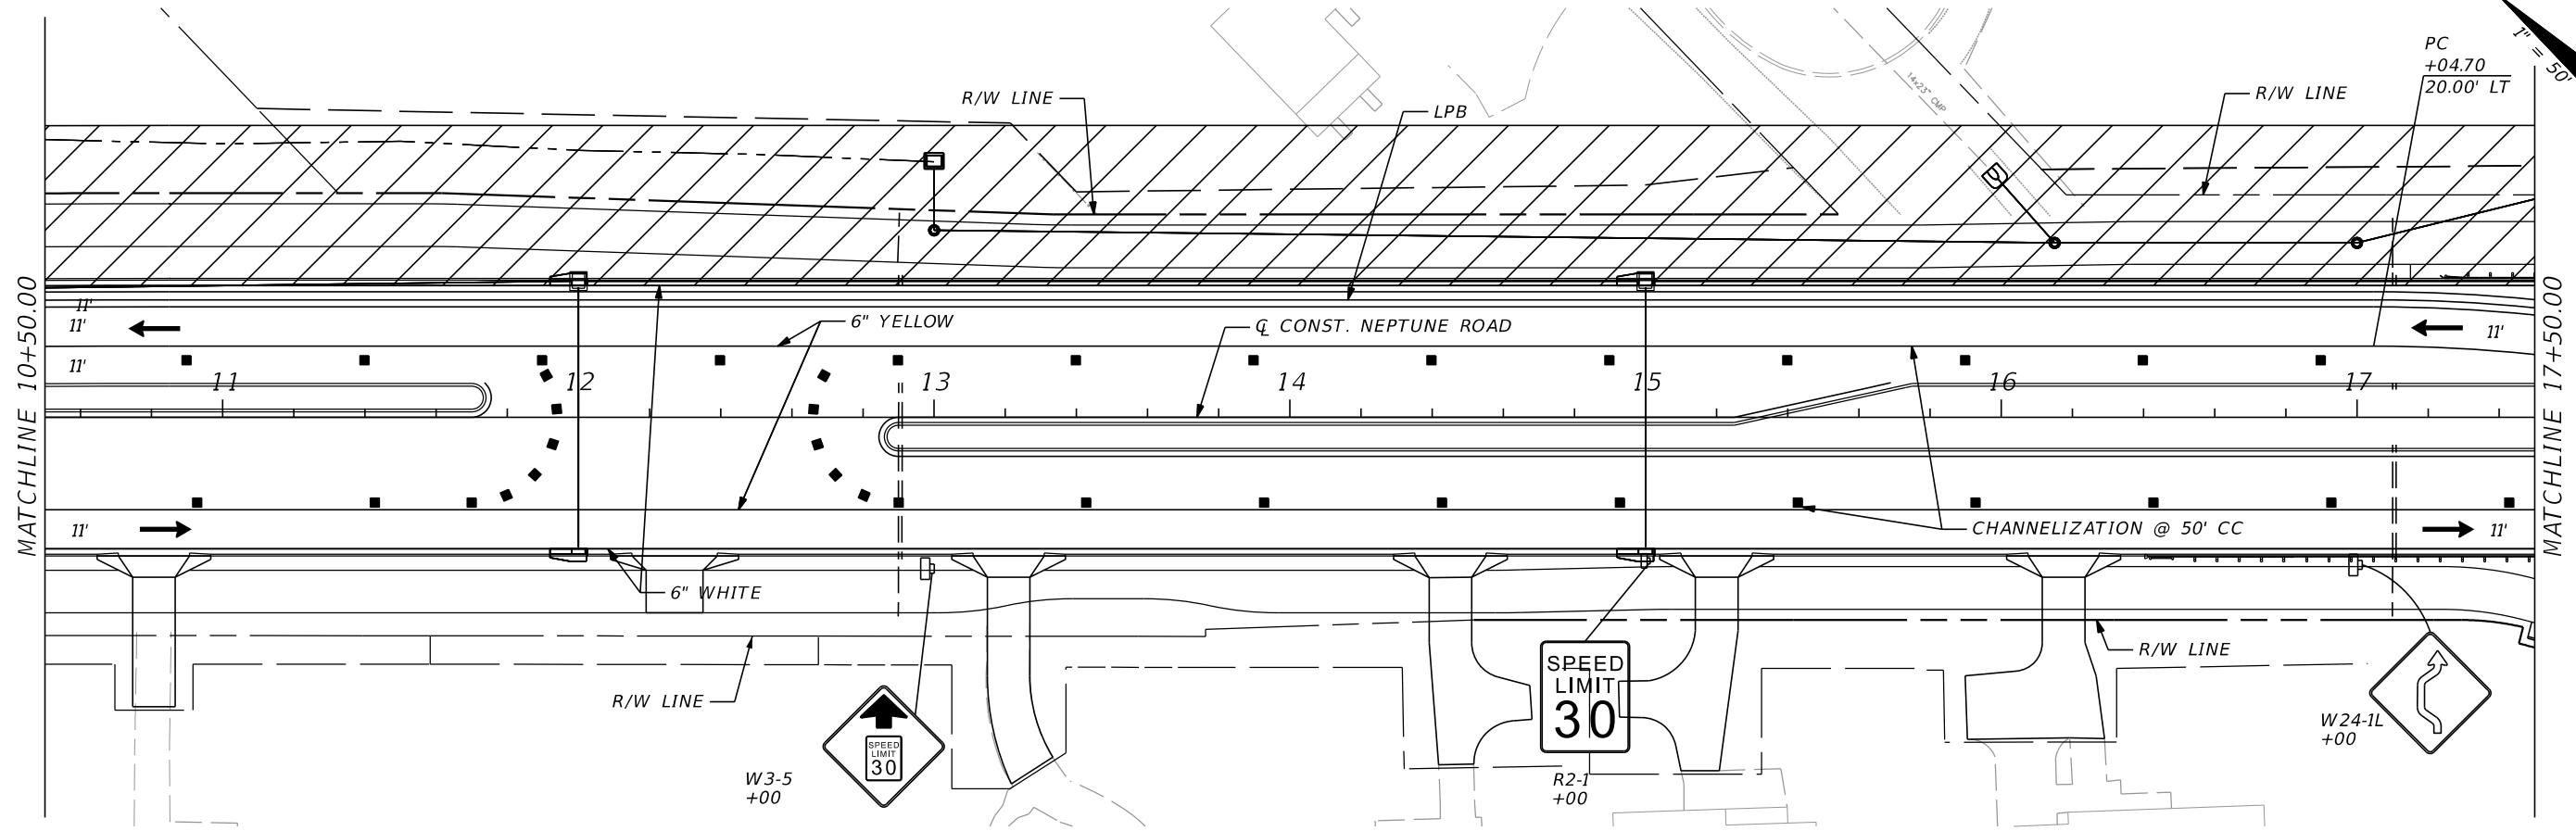 PC
+04.70
20.00' LT
1" = 50'
R/W LINE
LPB
14x23" CMP
R/W LINE
MATCHLINE 10+50.00
11'
11'
11'
11'
6" YELLOW
℄ CONST. NEPTUNE ROAD
11'
11
12
13
14
15
16
17
MATCHLINE 17+50.00
CHANNELIZATION @ 50' CC
11'
6" WHITE
R/W LINE
R/W LINE
SPEED
LIMIT
30
SPEED
LIMIT
30
W3-5
+00
R2-1
+00
W24-1L
+00